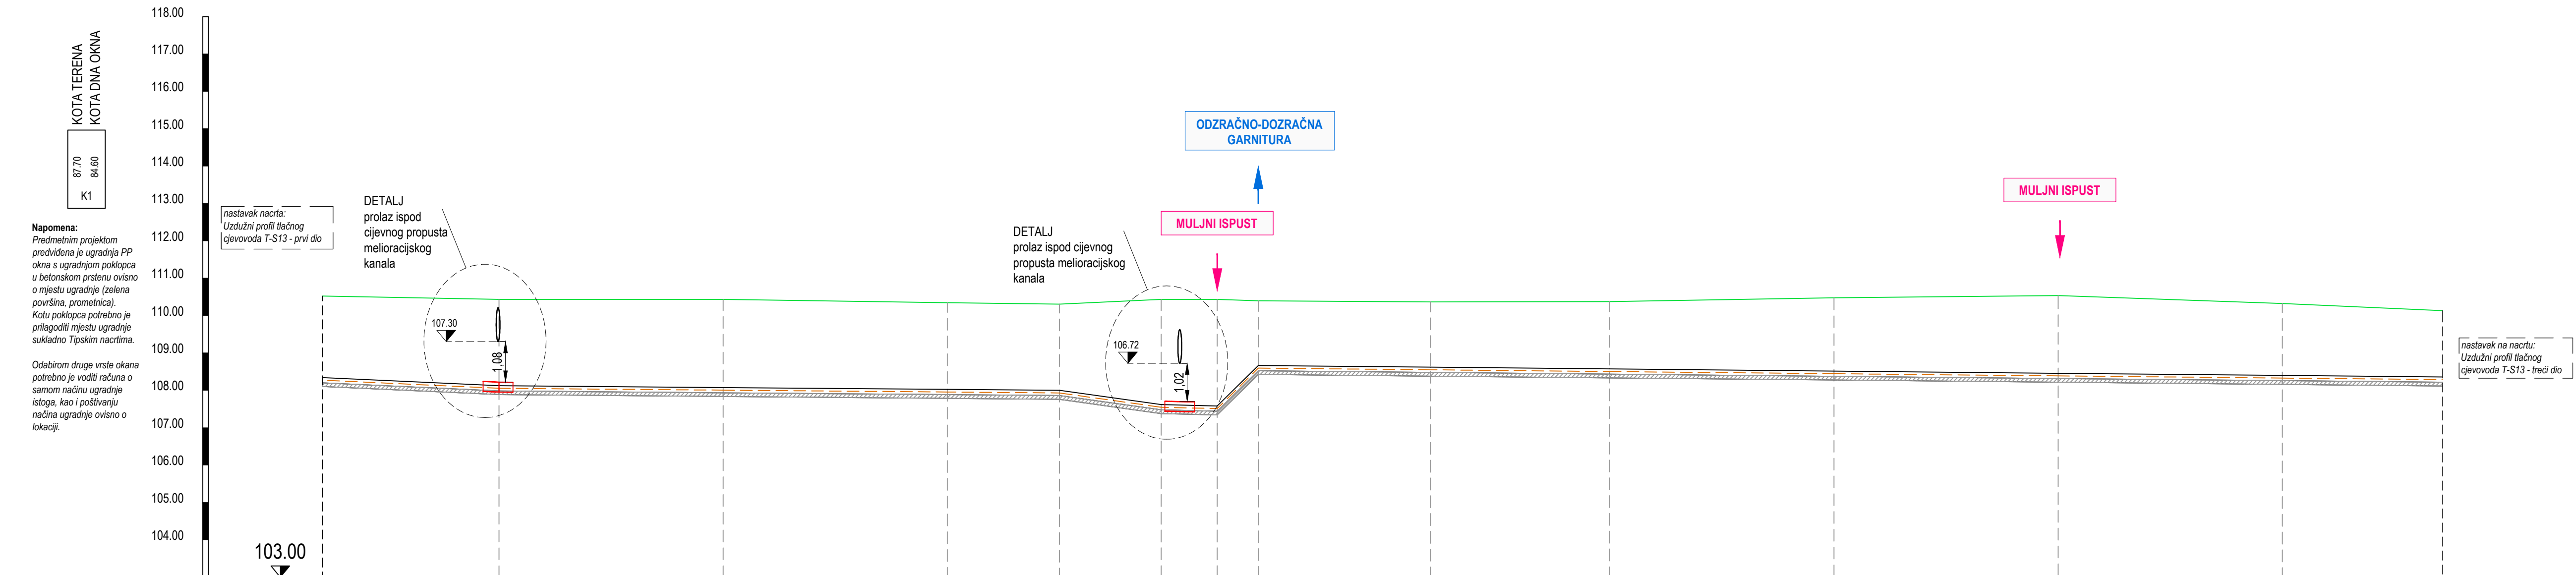 118.00
117.00
116.00
115.00
114.00
113.00
112.00
111.00
110.00
109.00
108.00
107.00
106.00
105.00
104.00
103.00
KOTA TERENA
KOTA DNA OKNA
87.70
84.60
K1
Napomena:
Predmetnim projektom
predviđena je ugradnja PP
okna s ugradnjom poklopca
u betonskom prstenu ovisno
o mjestu ugradnje (zelena
površina, prometnica).
Kotu poklopca potrebno je
prilagoditi mjestu ugradnje
sukladno Tipskim nacrtima.
Odabirom druge vrste okana
potrebno je voditi računa o
samom načinu ugradnje
istoga, kao i poštivanju
načina ugradnje ovisno o
lokaciji.
nastavak nacrta:
Uzdužni profil tlačnog
cjevovoda T-S13 - prvi dio
DETALJ
prolaz ispod
cijevnog propusta
melioracijskog
kanala
107.30
1,08
DETALJ
prolaz ispod cijevnog
propusta melioracijskog
kanala
106.72
1,02
MULJNI ISPUST
ODZRAČNO-DOZRAČNA
GARNITURA
MULJNI ISPUST
nastavak na nacrtu:
Uzdužni profil tlačnog
cjevovoda T-S13 - treći dio